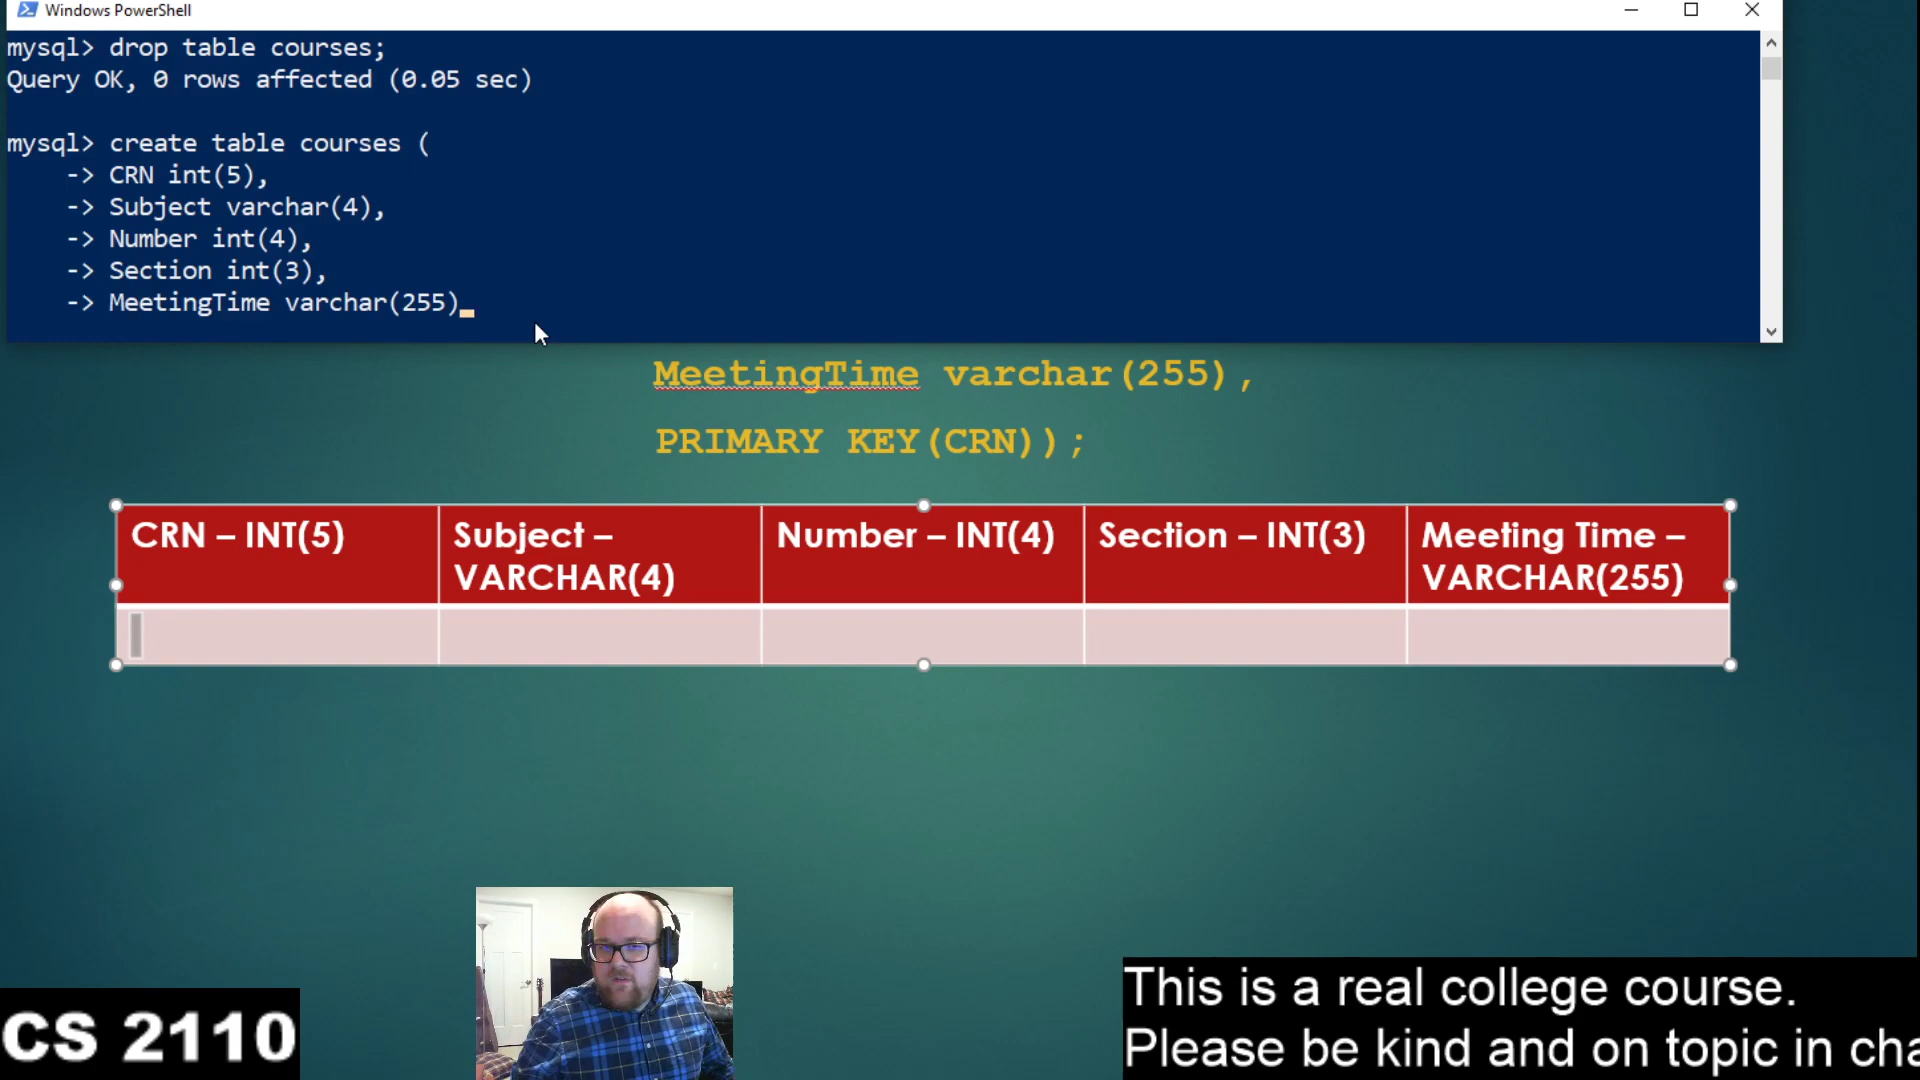 Windows PowerShell
mysql> drop table courses;
Query OK, 0 rows affected (0.05 sec)
mysql> create table courses (
-> CRN int(5),
-> Subject varchar(4),
-> Number int(4),
-> Section int(3),
-> MeetingTime varchar(255)
MeetingTime varchar(255),
PRIMARY KEY(CRN));
CRN – INT(5)
Subject –
VARCHAR(4)
Number – INT(4)
Section – INT(3)
Meeting Time –
VARCHAR(255)
CS 2110
This is a real college course.
Please be kind and on topic in cha